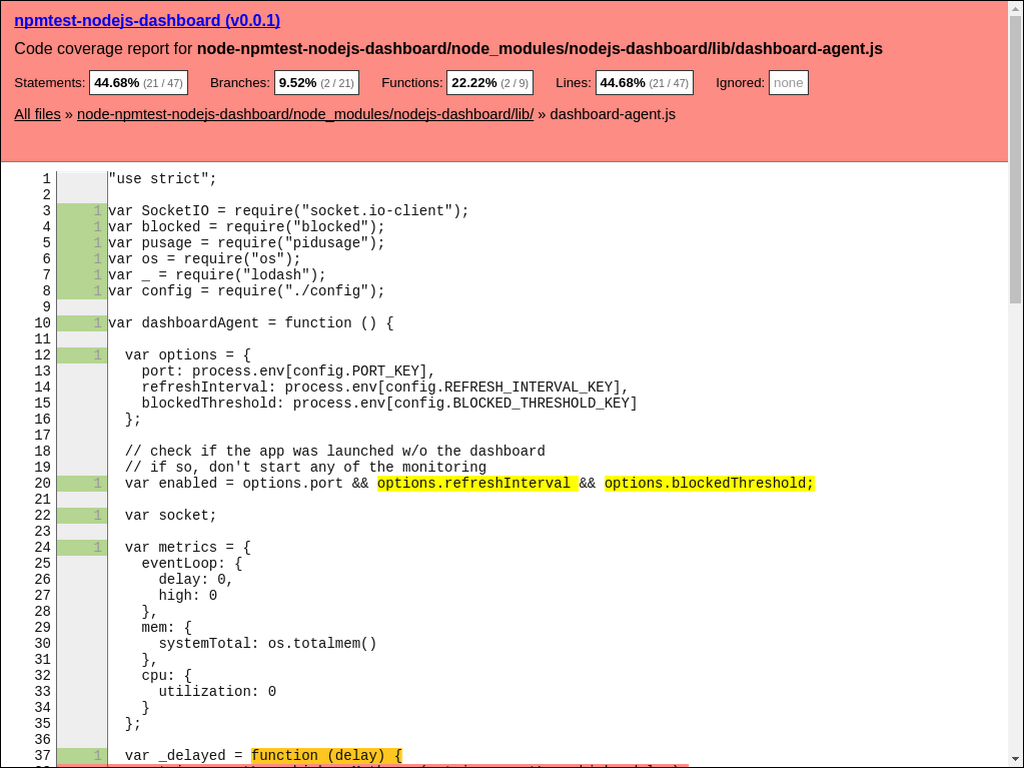 npmtest-nodejs-dashboard (v0.0.1)
Code coverage report for node-npmtest-nodejs-dashboard/node_modules/nodejs-dashboard/lib/dashboard-agent.js
Statements: 44.68% (21 / 47) Branches: 9.52% (2 / 21) Functions: 22.22% (2 / 9) Lines: 44.68% (21 / 47) Ignored: none
All files » node-npmtest-nodejs-dashboard/node_modules/nodejs-dashboard/lib/ » dashboard-agent.js
1 "use strict";
2
3 1 var SocketIO = require("socket.io-client");
4 1 var blocked = require("blocked");
5 1 var pusage = require("pidusage");
6 1 var os = require("os");
7 1 var _ = require("lodash");
8 1 var config = require("./config");
9
10 1 var dashboardAgent = function () {
11
12 1 var options = {
13 port: process.env[config.PORT_KEY],
14 refreshInterval: process.env[config.REFRESH_INTERVAL_KEY],
15 blockedThreshold: process.env[config.BLOCKED_THRESHOLD_KEY]
16 };
17
18 // check if the app was launched w/o the dashboard
19 // if so, don't start any of the monitoring
20 1 var enabled = options.port && options.refreshInterval && options.blockedThreshold;
21
22 1 var socket;
23
24 1 var metrics = {
25 eventLoop: {
26 delay: 0,
27 high: 0
28 },
29 mem: {
30 systemTotal: os.totalmem()
31 },
32 cpu: {
33 utilization: 0
34 }
35 };
36
37 1 var _delayed = function (delay) {